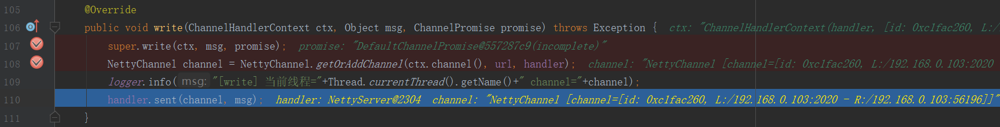 105 @Override
106 public void write(ChannelHandlerContext ctx, Object msg, ChannelPromise promise) throws Exception { ctx: "ChannelHandlerContext(handler, [id: 0xc1fac260, L:/
107 super.write(ctx, msg, promise); promise: "DefaultChannelPromise@557287c9(incomplete)"
108 NettyChannel channel = NettyChannel.getOrAddChannel(ctx.channel(), url, handler); channel: "NettyChannel [channel=[id: 0xc1fac260, L:/192.168.0.103:2020
109 logger.info( msg: "[write] 当前线程="+Thread.currentThread().getName()+" channel="+channel);
110 handler.sent(channel, msg); handler: NettyServer@2304 channel: "NettyChannel [channel=[id: 0xc1fac260, L:/192.168.0.103:2020 - R:/192.168.0.103:56196]]"
111 }